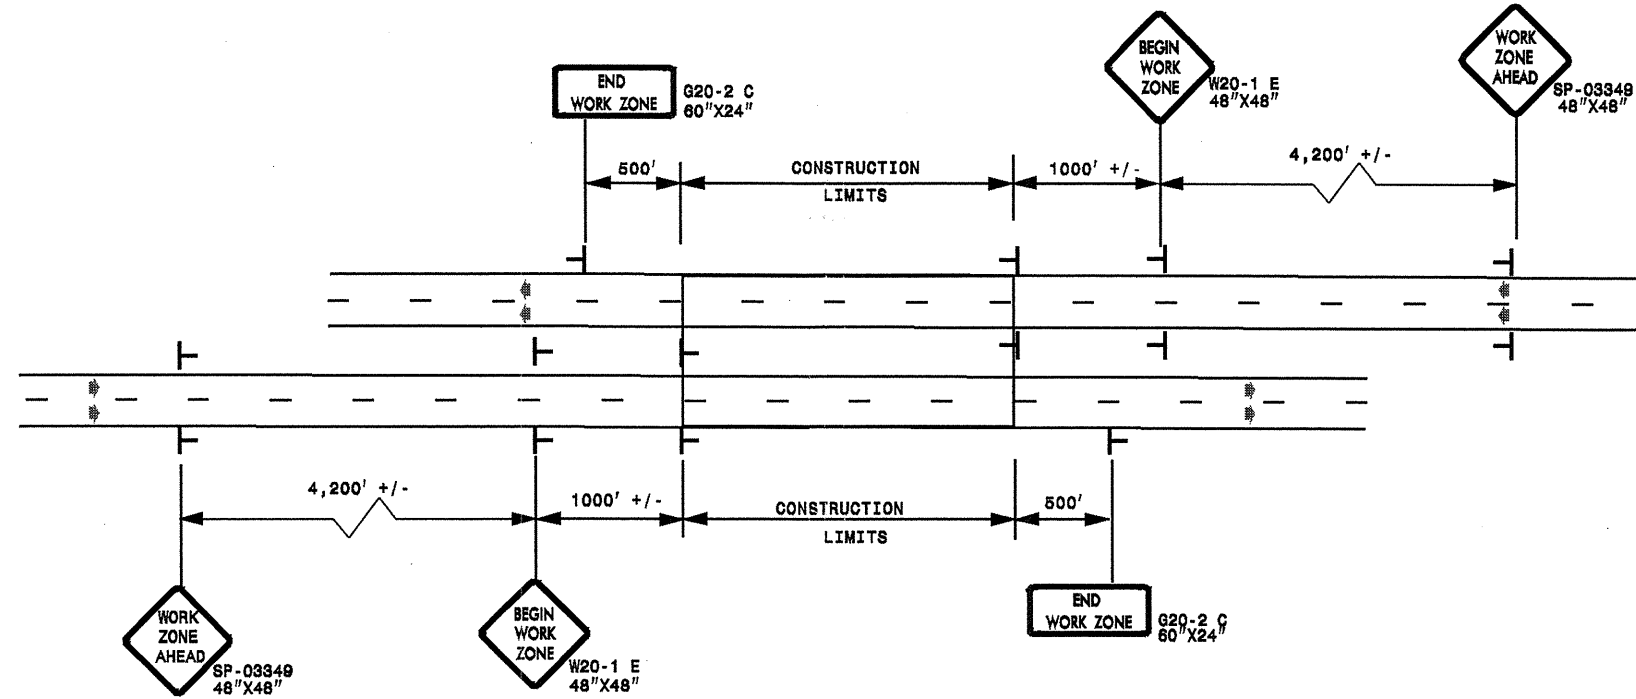 WORK
ZONE
AHEAD
SP-03349
48"X48"
BEGIN
WORK
ZONE
W20-1 E
48"X48"
END
WORK ZONE
G20-2 C
60"X24"
500'
CONSTRUCTION
LIMITS
1000' +/-
4,200' +/-
4,200' +/-
1000' +/-
CONSTRUCTION
LIMITS
500'
WORK
ZONE
AHEAD
SP-03349
48"X48"
BEGIN
WORK
ZONE
W20-1 E
48"X48"
END
WORK ZONE
G20-2 C
60"X24"